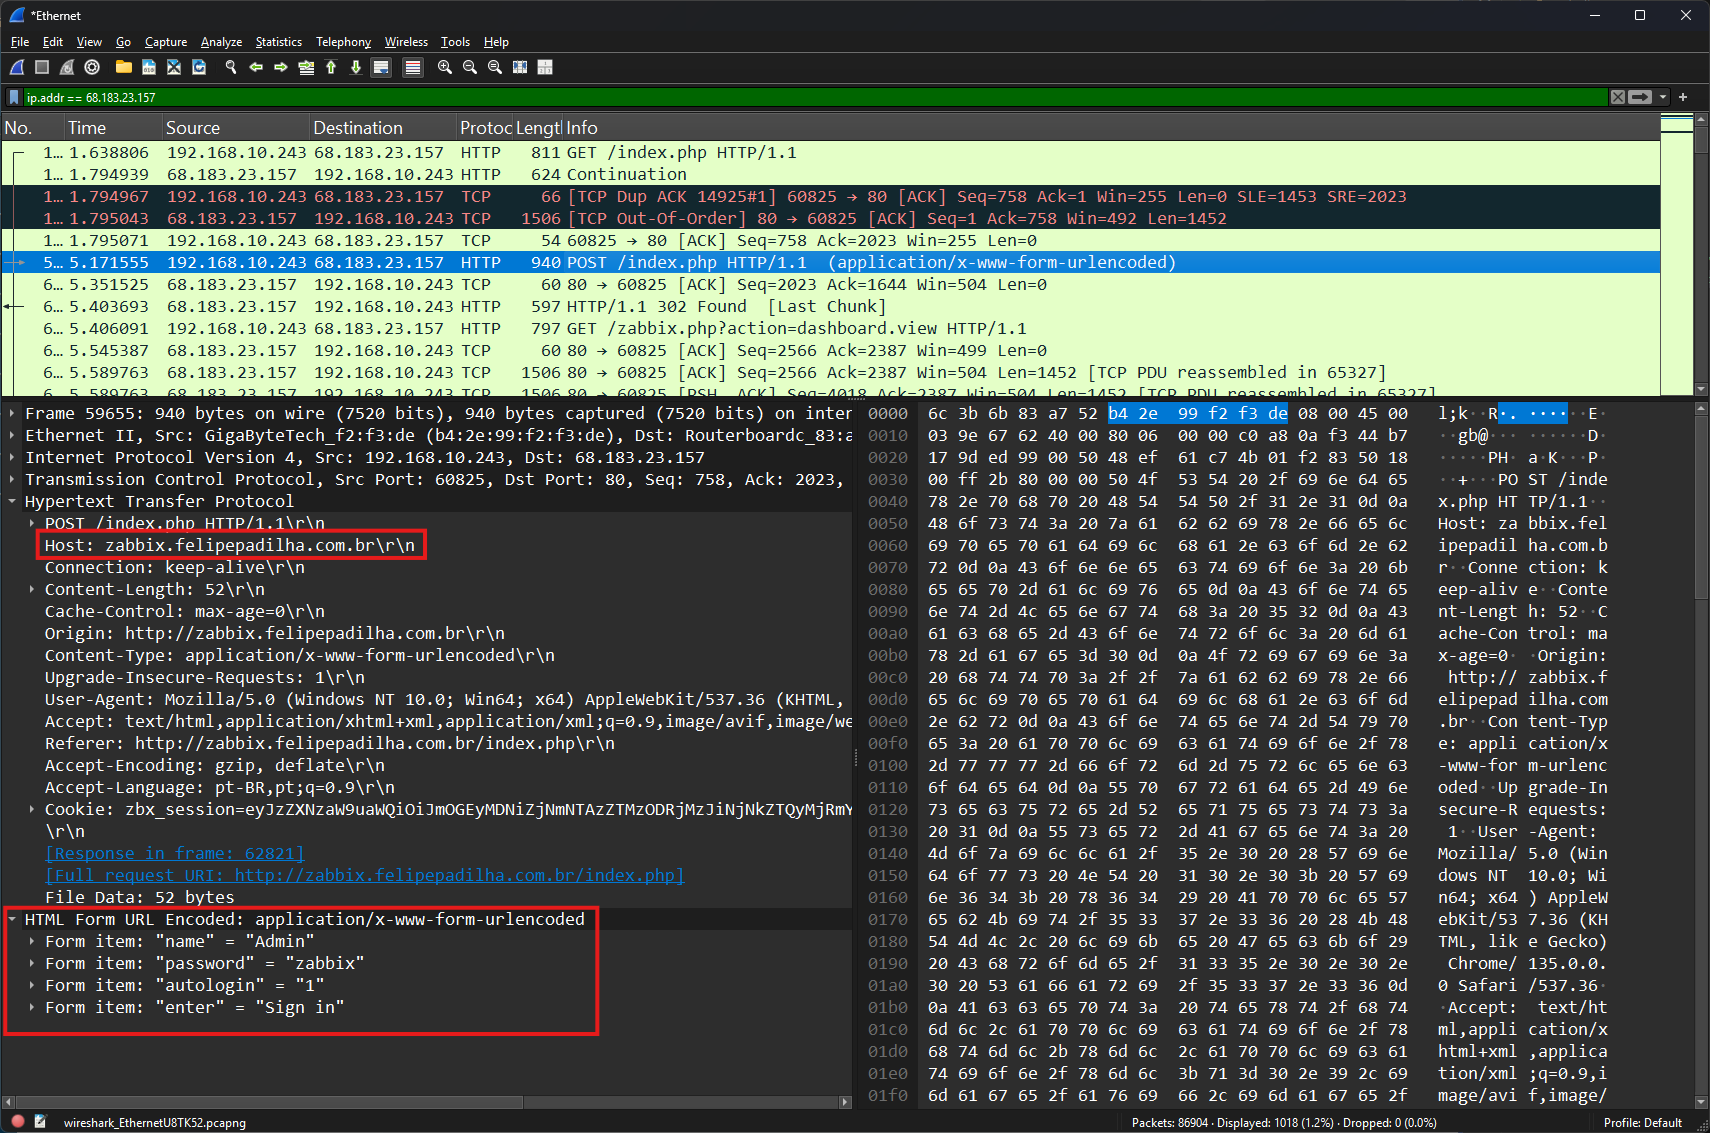 *Ethernet
File Edit View Go Capture Analyze Statistics Telephony Wireless Tools Help
ip.addr == 68.183.23.157
No. Time Source Destination Protoc Lengtl Info
1… 1.638806 192.168.10.243 68.183.23.157 HTTP 811 GET /index.php HTTP/1.1
1… 1.794939 68.183.23.157 192.168.10.243 HTTP 624 Continuation
1… 1.794967 192.168.10.243 68.183.23.157 TCP 66 [TCP Dup ACK 14925#1] 60825 → 80 [ACK] Seq=758 Ack=1 Win=255 Len=0 SLE=1453 SRE=2023
1… 1.795043 68.183.23.157 192.168.10.243 TCP 1506 [TCP Out-Of-Order] 80 → 60825 [ACK] Seq=1 Ack=758 Win=492 Len=1452
1… 1.795071 192.168.10.243 68.183.23.157 TCP 54 60825 → 80 [ACK] Seq=758 Ack=2023 Win=255 Len=0
5… 5.171555 192.168.10.243 68.183.23.157 HTTP 940 POST /index.php HTTP/1.1 (application/x-www-form-urlencoded)
6… 5.351525 68.183.23.157 192.168.10.243 TCP 60 80 → 60825 [ACK] Seq=2023 Ack=1644 Win=504 Len=0
6… 5.403693 68.183.23.157 192.168.10.243 HTTP 597 HTTP/1.1 302 Found [Last Chunk]
6… 5.406091 192.168.10.243 68.183.23.157 HTTP 797 GET /zabbix.php?action=dashboard.view HTTP/1.1
6… 5.545387 68.183.23.157 192.168.10.243 TCP 60 80 → 60825 [ACK] Seq=2566 Ack=2387 Win=499 Len=0
6… 5.589763 68.183.23.157 192.168.10.243 TCP 1506 80 → 60825 [ACK] Seq=2566 Ack=2387 Win=504 Len=1452 [TCP PDU reassembled in 65327]
6… 5.589763 68.183.23.157 192.168.10.243 TCP 1506 80 → 60825 [PSH, ACK] Seq=4018 Ack=2387 Win=504 Len=1452 [TCP PDU reassembled in 65327]
Frame 59655: 940 bytes on wire (7520 bits), 940 bytes captured (7520 bits) on inter
Ethernet II, Src: GigaByteTech_f2:f3:de (b4:2e:99:f2:f3:de), Dst: Routerboardc_83:a
Internet Protocol Version 4, Src: 192.168.10.243, Dst: 68.183.23.157
Transmission Control Protocol, Src Port: 60825, Dst Port: 80, Seq: 758, Ack: 2023,
Hypertext Transfer Protocol
POST /index.php HTTP/1.1\r\n
Host: zabbix.felipepadilha.com.br\r\n
Connection: keep-alive\r\n
Content-Length: 52\r\n
Cache-Control: max-age=0\r\n
Origin: http://zabbix.felipepadilha.com.br\r\n
Content-Type: application/x-www-form-urlencoded\r\n
Upgrade-Insecure-Requests: 1\r\n
User-Agent: Mozilla/5.0 (Windows NT 10.0; Win64; x64) AppleWebKit/537.36 (KHTML,
Accept: text/html,application/xhtml+xml,application/xml;q=0.9,image/avif,image/we
Referer: http://zabbix.felipepadilha.com.br/index.php\r\n
Accept-Encoding: gzip, deflate\r\n
Accept-Language: pt-BR,pt;q=0.9\r\n
Cookie: zbx_session=eyJzZXNzaW9uaWQiOiJmOGEyMDNiZjNmNTAzZTMzODRjMzJiNjNkZTQyMjRmY
\r\n
[Response in frame: 62821]
[Full request URI: http://zabbix.felipepadilha.com.br/index.php]
File Data: 52 bytes
HTML Form URL Encoded: application/x-www-form-urlencoded
Form item: "name" = "Admin"
Form item: "password" = "zabbix"
Form item: "autologin" = "1"
Form item: "enter" = "Sign in"
0000 6c 3b 6b 83 a7 52 b4 2e 99 f2 f3 de 08 00 45 00 l;k··R·. ······E·
0010 03 9e 67 62 40 00 80 06 00 00 c0 a8 0a f3 44 b7 ··gb@··· ······D·
0020 17 9d ed 99 00 50 48 ef 61 c7 4b 01 f2 83 50 18 ·····PH· a·K···P·
0030 00 ff 2b 80 00 00 50 4f 53 54 20 2f 69 6e 64 65 ··+···PO ST /inde
0040 78 2e 70 68 70 20 48 54 54 50 2f 31 2e 31 0d 0a x.php HT TP/1.1··
0050 48 6f 73 74 3a 20 7a 61 62 62 69 78 2e 66 65 6c Host: za bbix.fel
0060 69 70 65 70 61 64 69 6c 68 61 2e 63 6f 6d 2e 62 ipepadil ha.com.b
0070 72 0d 0a 43 6f 6e 6e 65 63 74 69 6f 6e 3a 20 6b r··Conne ction: k
0080 65 65 70 2d 61 6c 69 76 65 0d 0a 43 6f 6e 74 65 eep-aliv e··Conte
0090 6e 74 2d 4c 65 6e 67 74 68 3a 20 35 32 0d 0a 43 nt-Lengt h: 52··C
00a0 61 63 68 65 2d 43 6f 6e 74 72 6f 6c 3a 20 6d 61 ache-Con trol: ma
00b0 78 2d 61 67 65 3d 30 0d 0a 4f 72 69 67 69 6e 3a x-age=0· ·Origin:
00c0 20 68 74 74 70 3a 2f 2f 7a 61 62 62 69 78 2e 66 http:// zabbix.f
00d0 65 6c 69 70 65 70 61 64 69 6c 68 61 2e 63 6f 6d elipepad ilha.com
00e0 2e 62 72 0d 0a 43 6f 6e 74 65 6e 74 2d 54 79 70 .br··Con tent-Typ
00f0 65 3a 20 61 70 70 6c 69 63 61 74 69 6f 6e 2f 78 e: appli cation/x
0100 2d 77 77 77 2d 66 6f 72 6d 2d 75 72 6c 65 6e 63 -www-for m-urlenc
0110 6f 64 65 64 0d 0a 55 70 67 72 61 64 65 2d 49 6e oded··Up grade-In
0120 73 65 63 75 72 65 2d 52 65 71 75 65 73 74 73 3a secure-R equests:
0130 20 31 0d 0a 55 73 65 72 2d 41 67 65 6e 74 3a 20 1··User -Agent:
0140 4d 6f 7a 69 6c 6c 61 2f 35 2e 30 20 28 57 69 6e Mozilla/ 5.0 (Win
0150 64 6f 77 73 20 4e 54 20 31 30 2e 30 3b 20 57 69 dows NT 10.0; Wi
0160 6e 36 34 3b 20 78 36 34 29 20 41 70 70 6c 65 57 n64; x64 ) AppleW
0170 65 62 4b 69 74 2f 35 33 37 2e 33 36 20 28 4b 48 ebKit/53 7.36 (KH
0180 54 4d 4c 2c 20 6c 69 6b 65 20 47 65 63 6b 6f 29 TML, lik e Gecko)
0190 20 43 68 72 6f 6d 65 2f 31 33 35 2e 30 2e 30 2e Chrome/ 135.0.0.
01a0 30 20 53 61 66 61 72 69 2f 35 33 37 2e 33 36 0d 0 Safari /537.36·
01b0 0a 41 63 63 65 70 74 3a 20 74 65 78 74 2f 68 74 ·Accept: text/ht
01c0 6d 6c 2c 61 70 70 6c 69 63 61 74 69 6f 6e 2f 78 ml,appli cation/x
01d0 68 74 6d 6c 2b 78 6d 6c 2c 61 70 70 6c 69 63 61 html+xml ,applica
01e0 74 69 6f 6e 2f 78 6d 6c 3b 71 3d 30 2e 39 2c 69 tion/xml ;q=0.9,i
01f0 6d 61 67 65 2f 61 76 69 66 2c 69 6d 61 67 65 2f mage/avi f,image/
wireshark_EthernetU8TK52.pcapng
Packets: 86904 · Displayed: 1018 (1.2%) · Dropped: 0 (0.0%)
Profile: Default